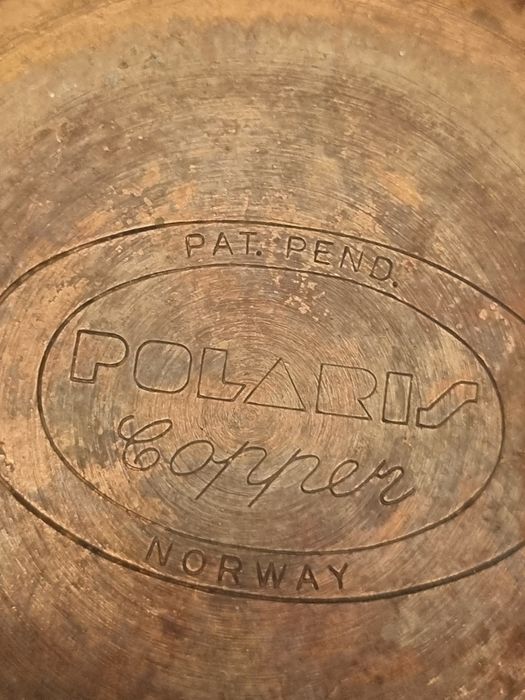 PAT. PEND.
POLARIS
Copper
NORWAY